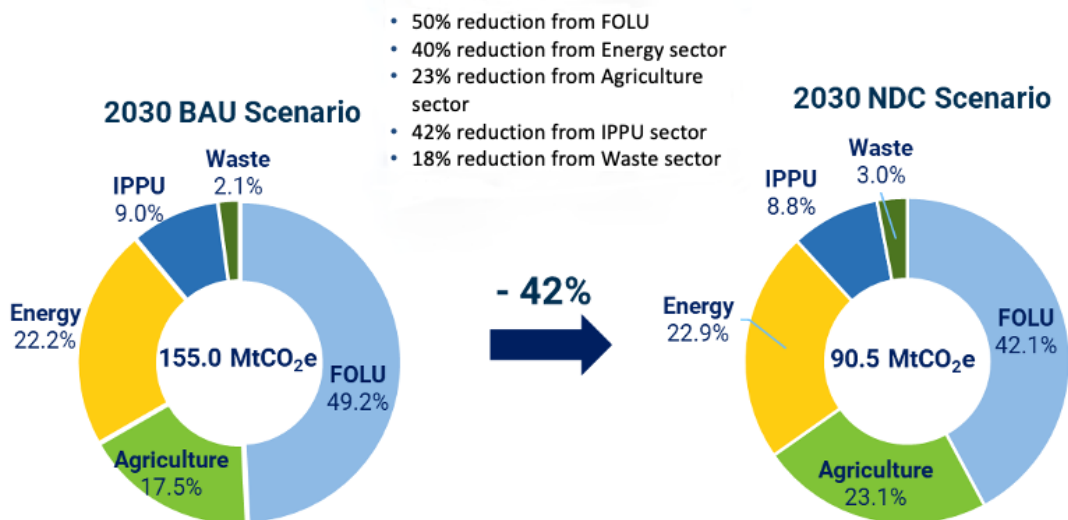 • 50% reduction from FOLU
• 40% reduction from Energy sector
• 23% reduction from Agriculture
sector
• 42% reduction from IPPU sector
• 18% reduction from Waste sector
2030 BAU Scenario
Waste
2.1%
IPPU
9.0%
Energy
22.2%
155.0 MtCO₂e
FOLU
49.2%
Agriculture
17.5%
- 42%
2030 NDC Scenario
Waste
3.0%
IPPU
8.8%
Energy
22.9%
90.5 MtCO₂e
FOLU
42.1%
Agriculture
23.1%